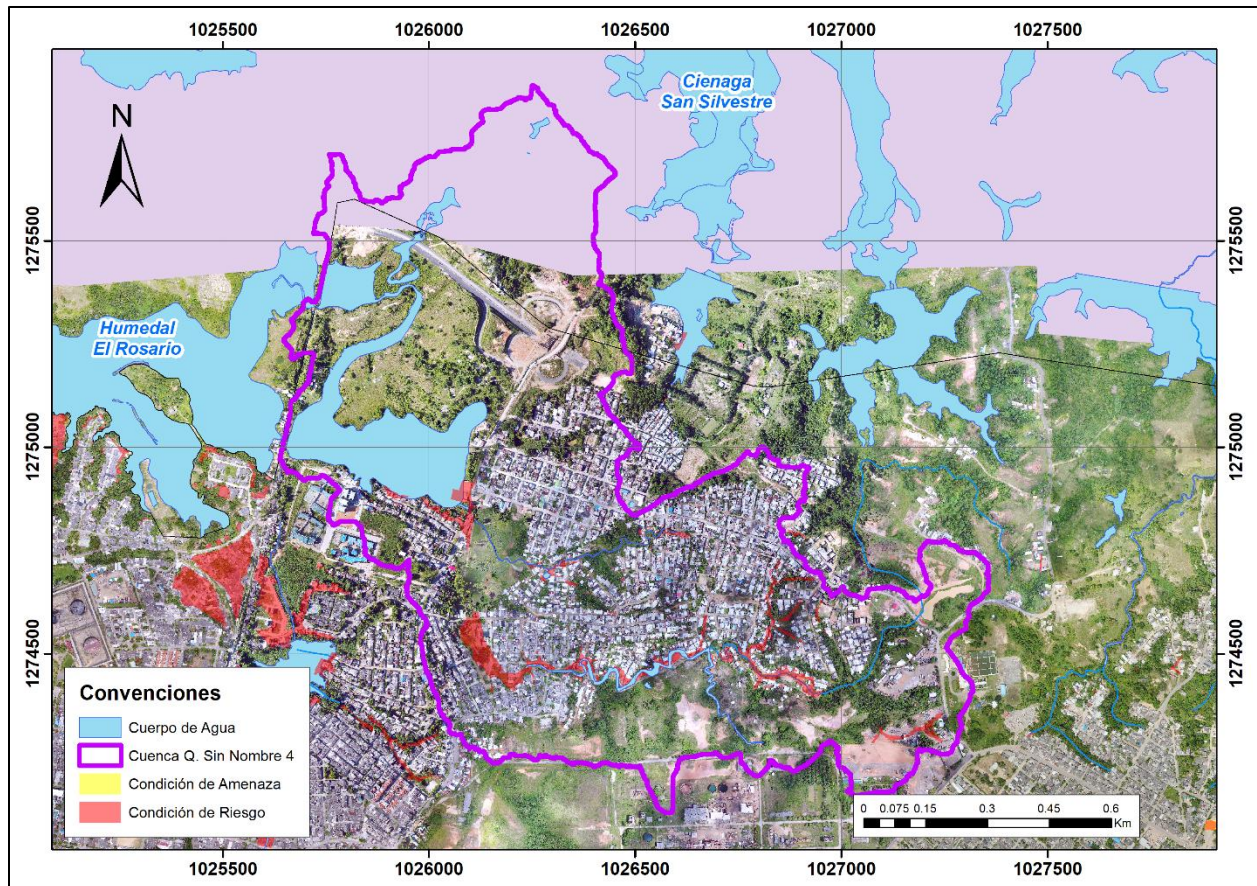 1025500 1026000 1026500 1027000 1027500
Cienaga
San Silvestre
N
1275500 1275500
Humedal
El Rosario
1275000 1275000
1274500 1274500
Convenciones
Cuerpo de Agua
Cuenca Q. Sin Nombre 4
Condición de Amenaza
Condición de Riesgo
0 0.075 0.15 0.3 0.45 0.6
Km
1025500 1026000 1026500 1027000 1027500